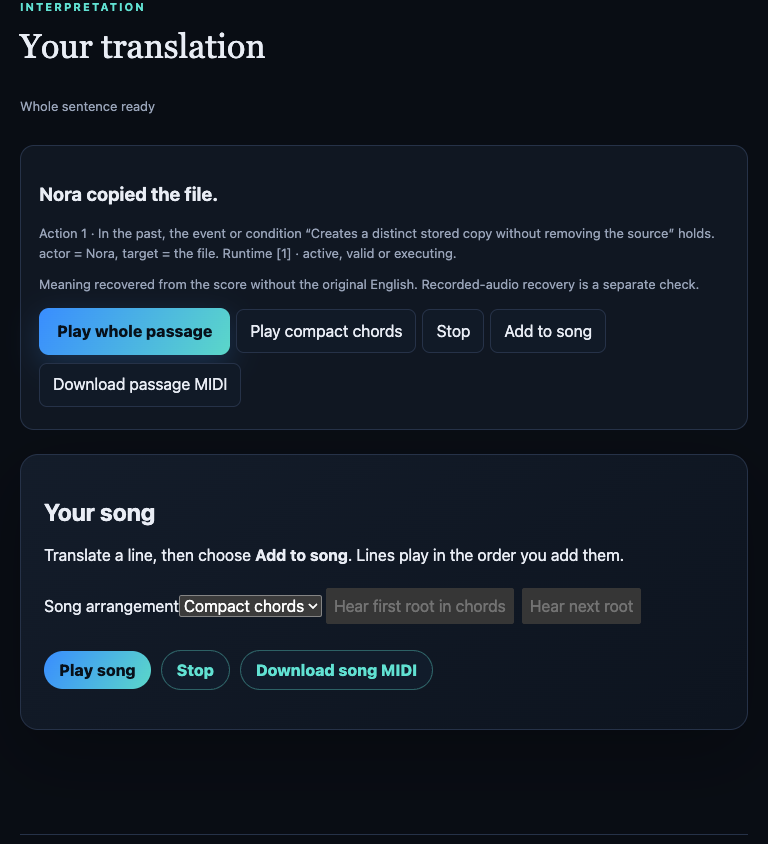 INTERPRETATION
Your translation
Whole sentence ready
Nora copied the file.
Action 1 · In the past, the event or condition “Creates a distinct stored copy without removing the source” holds.
actor = Nora, target = the file. Runtime [1] · active, valid or executing.
Meaning recovered from the score without the original English. Recorded-audio recovery is a separate check.
Play whole passage Play compact chords Stop Add to song
Download passage MIDI
Your song
Translate a line, then choose Add to song. Lines play in the order you add them.
Song arrangement Compact chords Hear first root in chords Hear next root
Play song Stop Download song MIDI